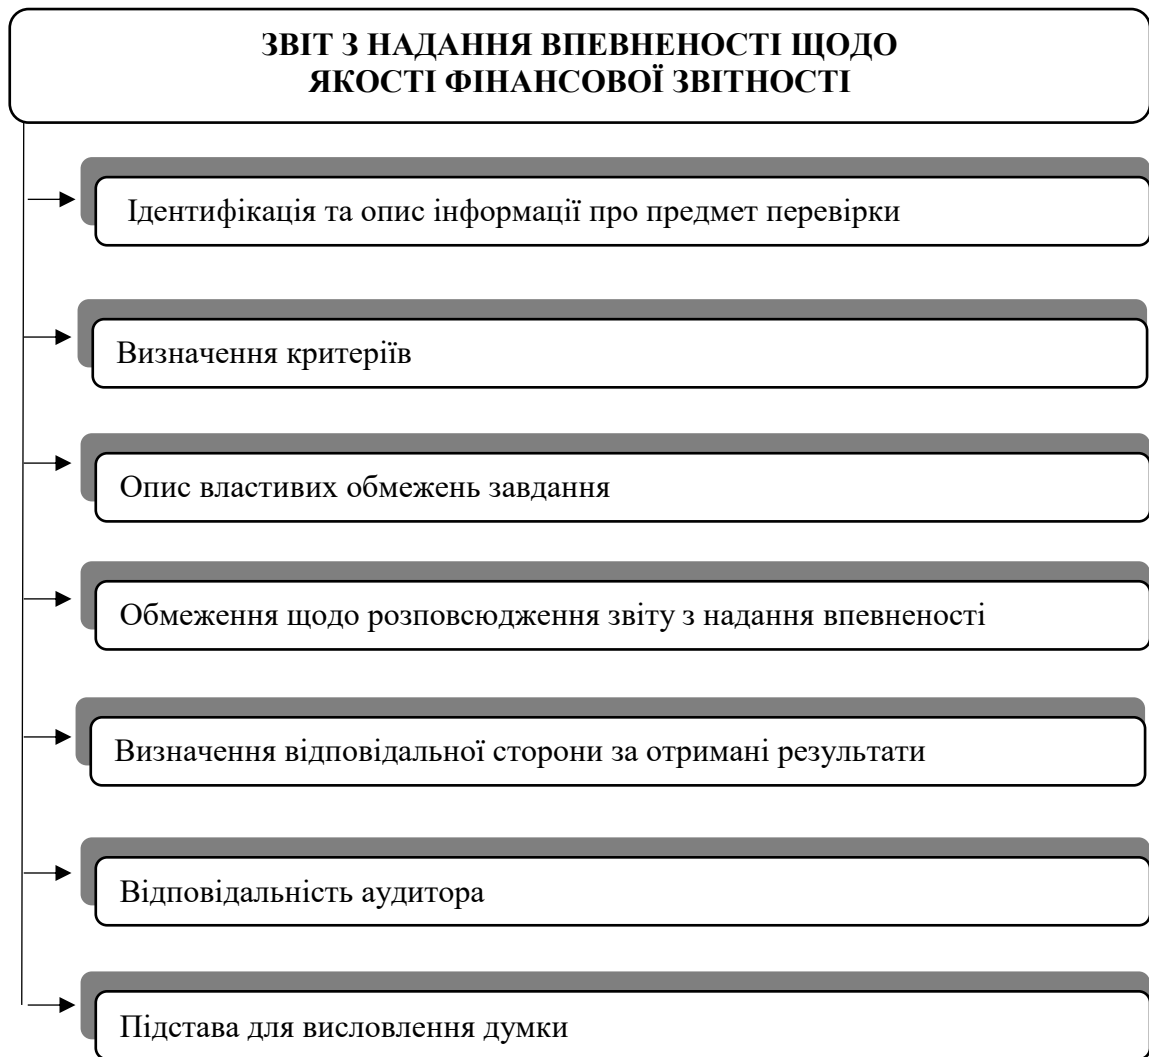 ЗВІТ З НАДАННЯ ВПЕВНЕНОСТІ ЩОДО
ЯКОСТІ ФІНАНСОВОЇ ЗВІТНОСТІ
Ідентифікація та опис інформації про предмет перевірки
Визначення критеріїв
Опис властивих обмежень завдання
Обмеження щодо розповсюдження звіту з надання впевненості
Визначення відповідальної сторони за отримані результати
Відповідальність аудитора
Підстава для висловлення думки